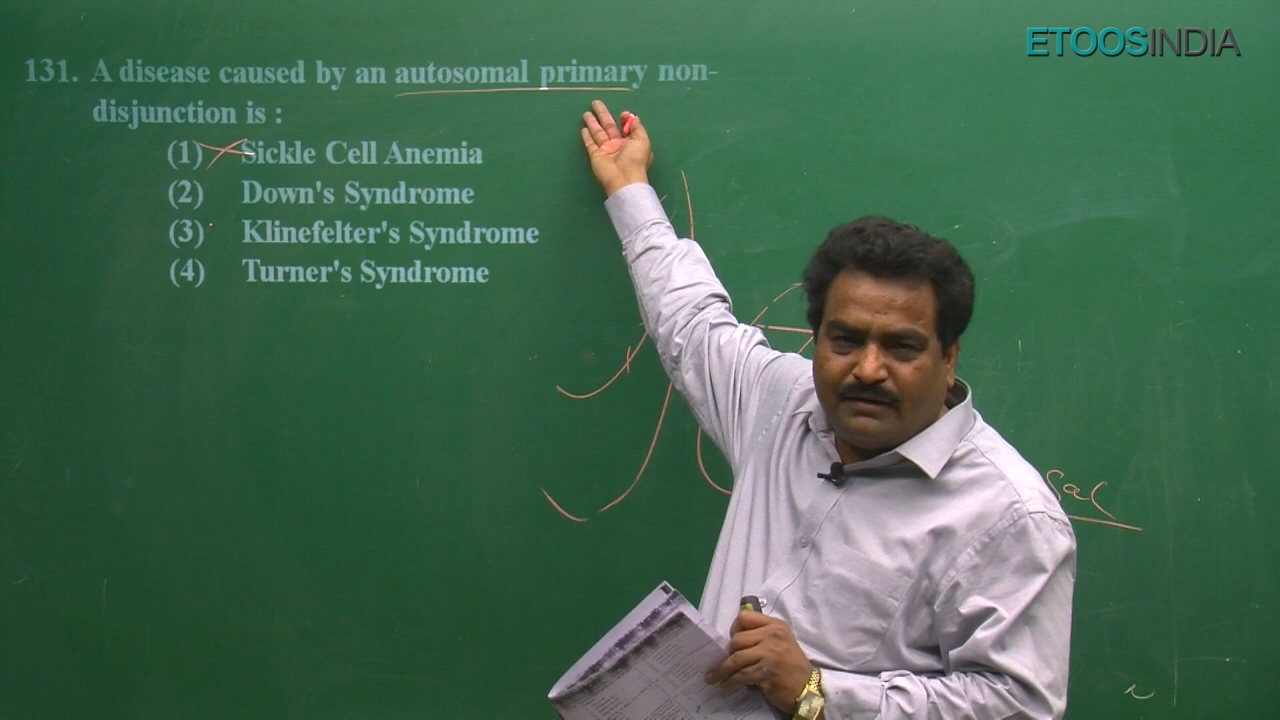 ETOOSINDIA
131. A disease caused by an autosomal primary non-
disjunction is :
(1) Sickle Cell Anemia
(2) Down's Syndrome
(3) Klinefelter's Syndrome
(4) Turner's Syndrome